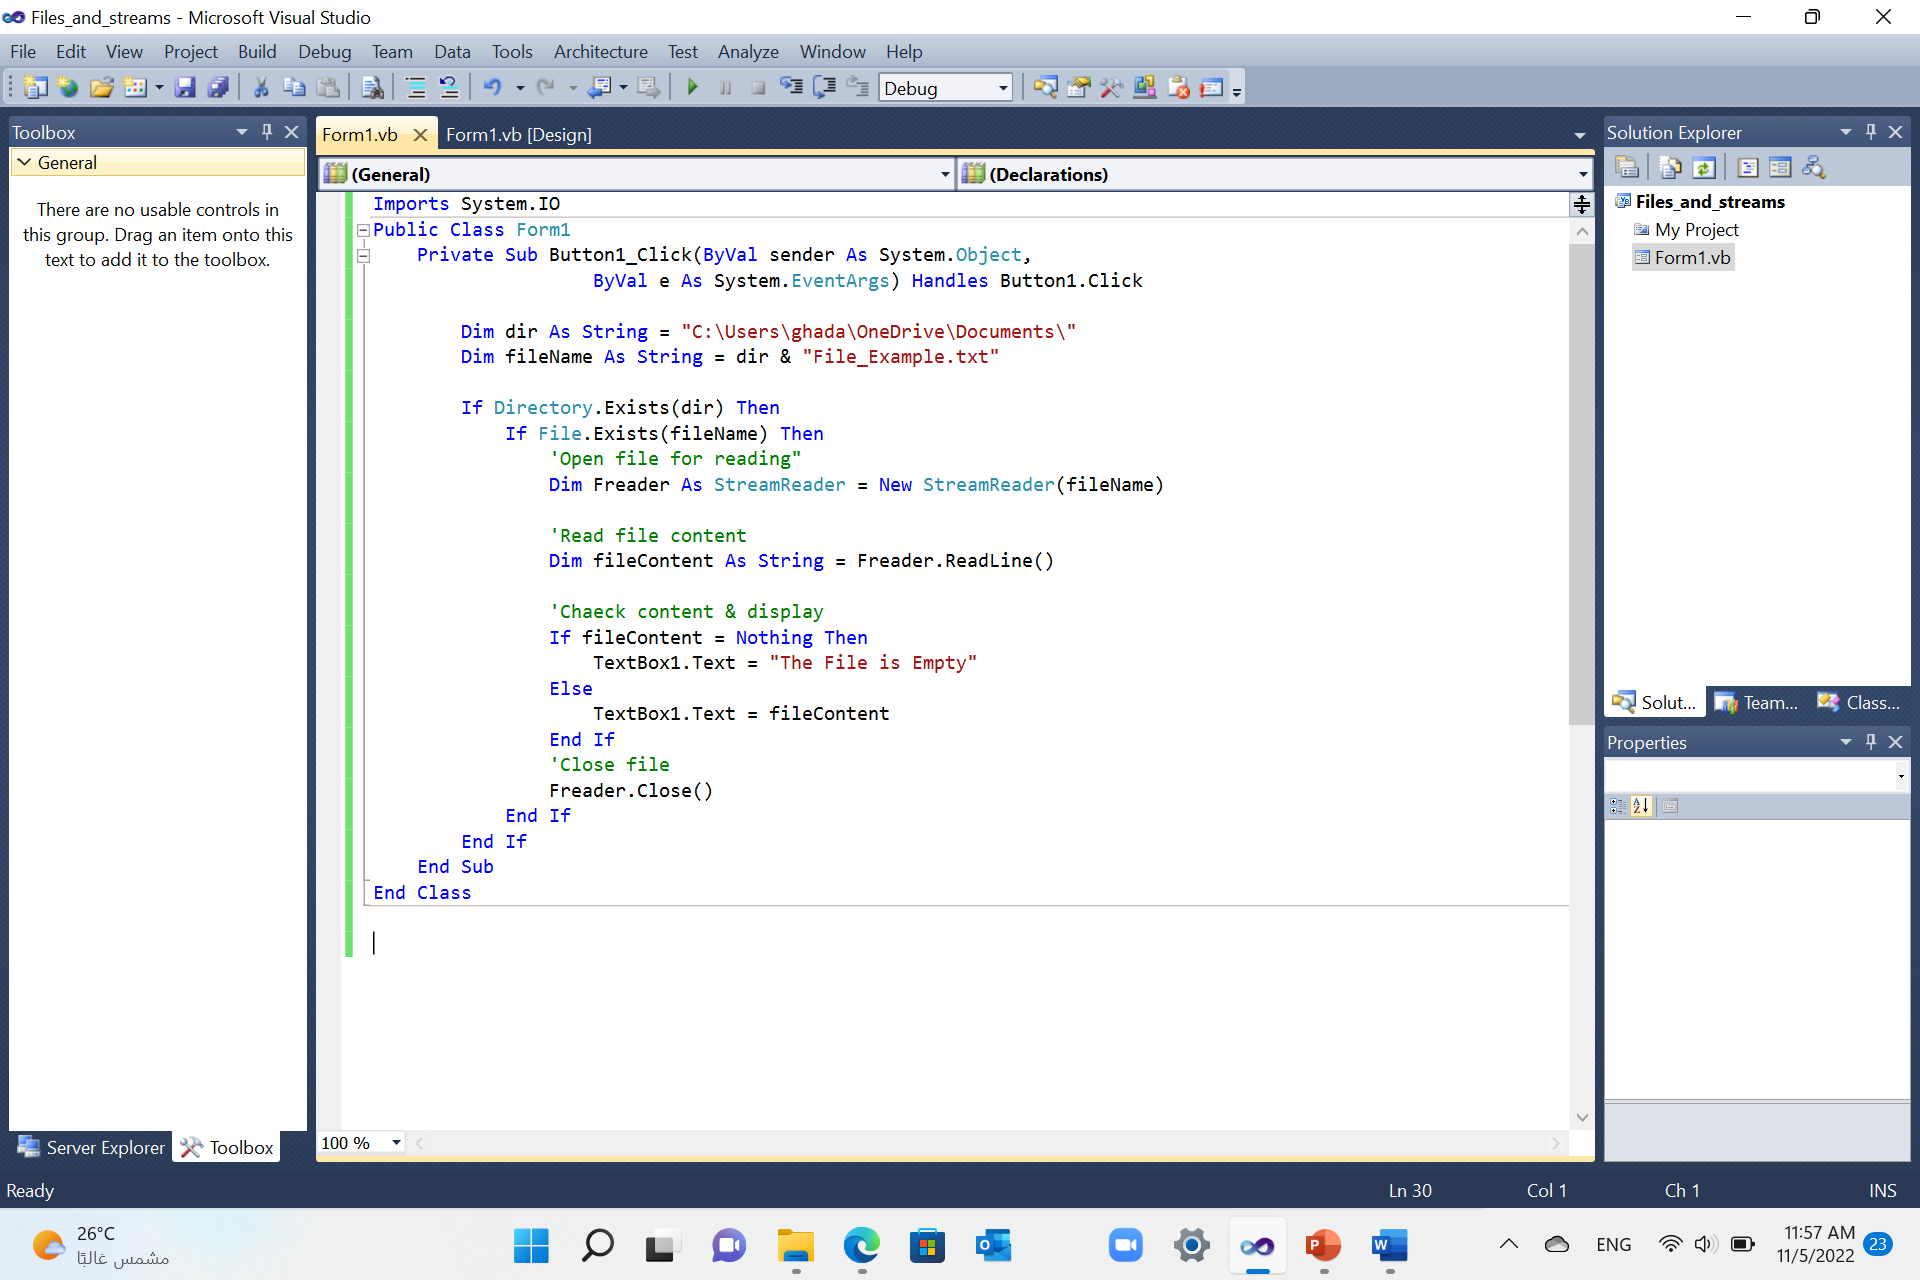 Files_and_streams - Microsoft Visual Studio
File Edit View Project Build Debug Team Data Tools Architecture Test Analyze Window Help
Debug
Toolbox
General
There are no usable controls in
this group. Drag an item onto this
text to add it to the toolbox.
Server Explorer Toolbox
Form1.vb Form1.vb [Design]
(General) (Declarations)
Imports System.IO
Public Class Form1
Private Sub Button1_Click(ByVal sender As System.Object,
ByVal e As System.EventArgs) Handles Button1.Click
Dim dir As String = "C:\Users\ghada\OneDrive\Documents\"
Dim fileName As String = dir & "File_Example.txt"
If Directory.Exists(dir) Then
If File.Exists(fileName) Then
'Open file for reading"
Dim Freader As StreamReader = New StreamReader(fileName)
'Read file content
Dim fileContent As String = Freader.ReadLine()
'Chaeck content & display
If fileContent = Nothing Then
TextBox1.Text = "The File is Empty"
Else
TextBox1.Text = fileContent
End If
'Close file
Freader.Close()
End If
End If
End Sub
End Class
100 %
Solution Explorer
Files_and_streams
My Project
Form1.vb
Solut... Team... Class...
Properties
Ready Ln 30 Col 1 Ch 1 INS
26°C
مشمس غالبًا
ENG
11:57 AM
11/5/2022
23